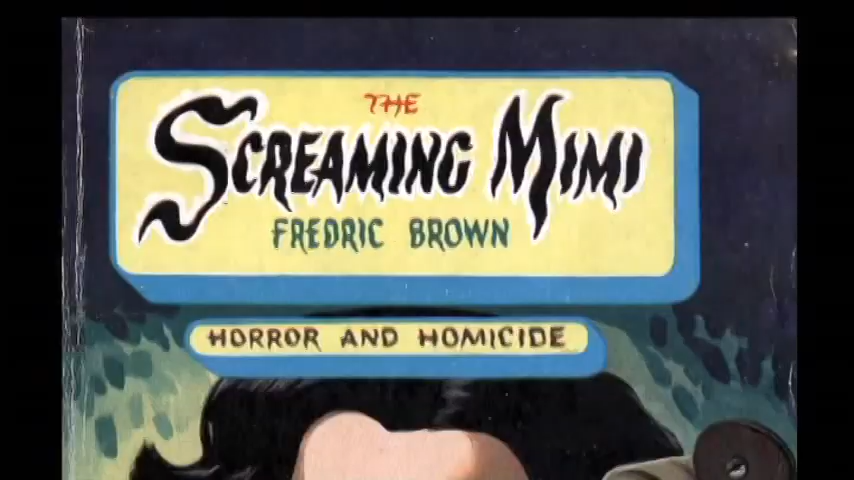 THE
SCREAMING MIMI
FREDRIC BROWN
HORROR AND HOMICIDE